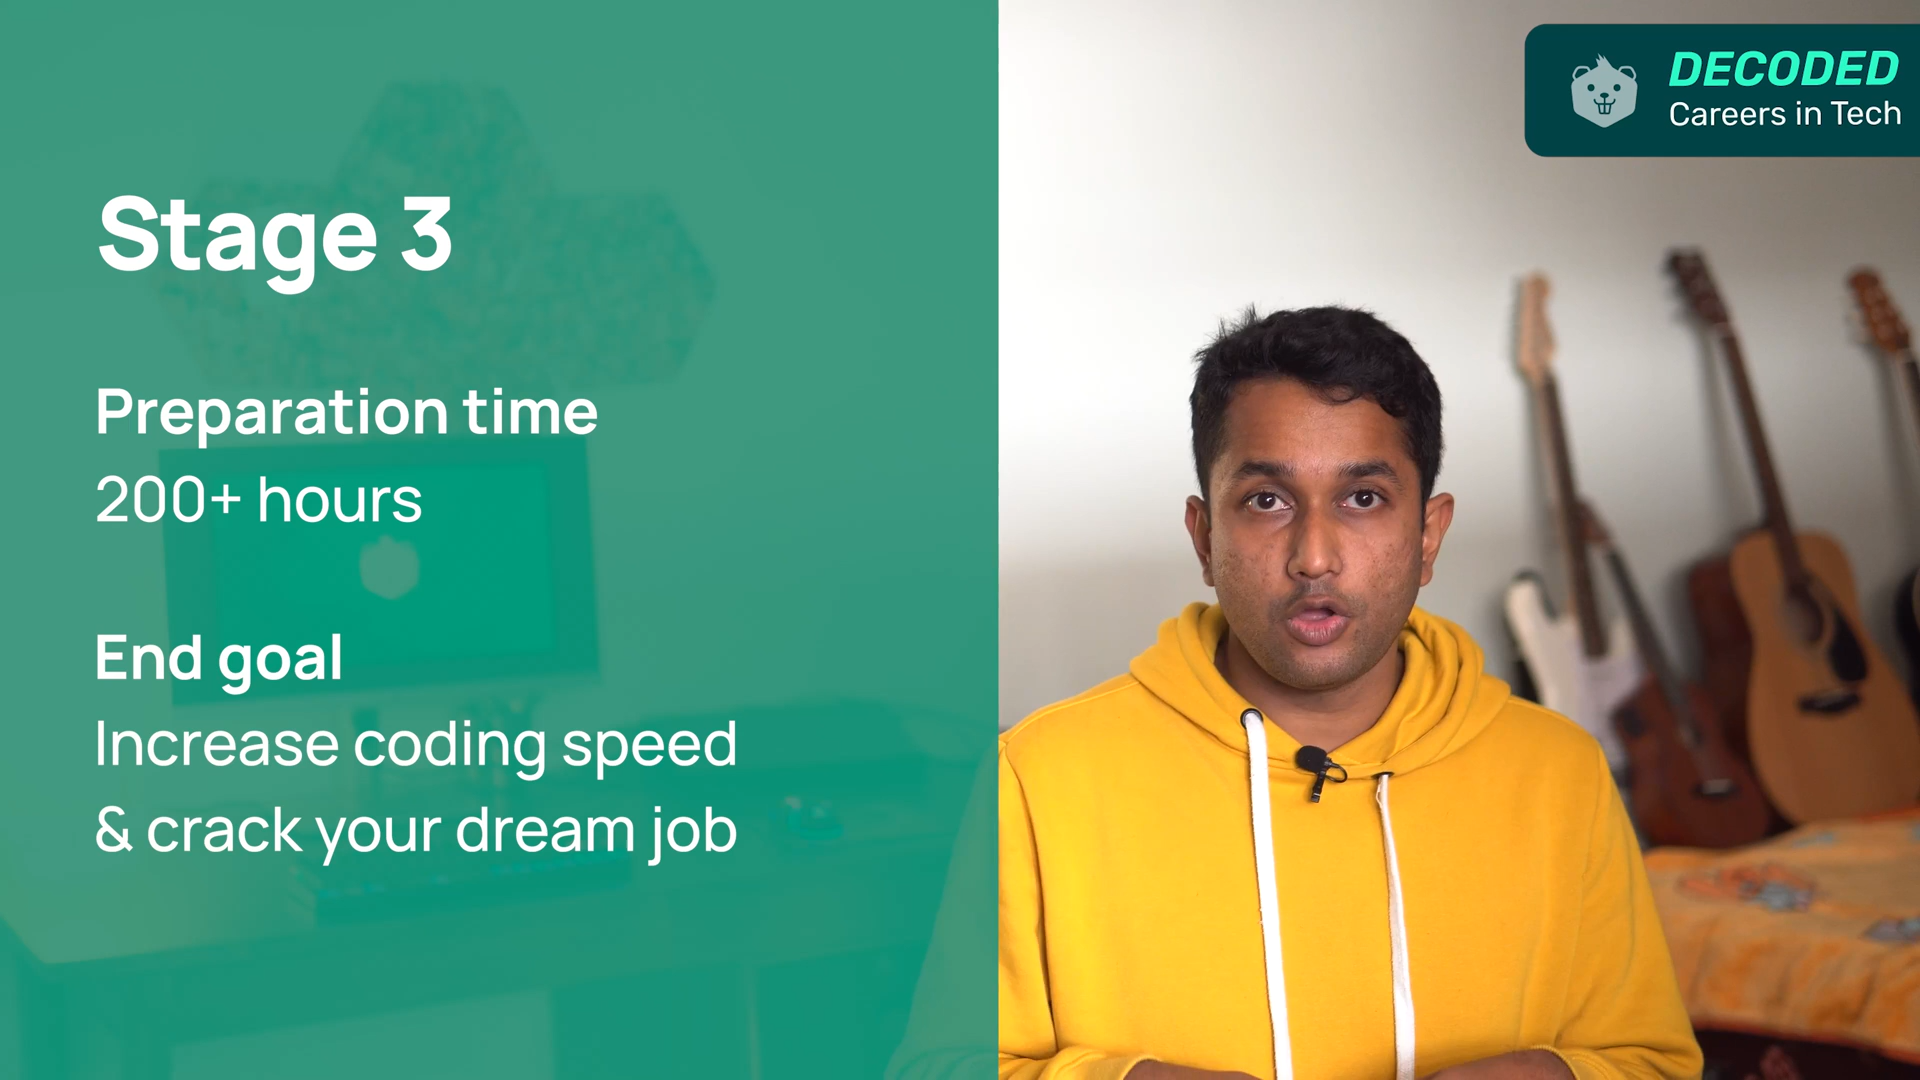 Stage 3
Preparation time
200+ hours
End goal
Increase coding speed
& crack your dream job
DECODED
Careers in Tech